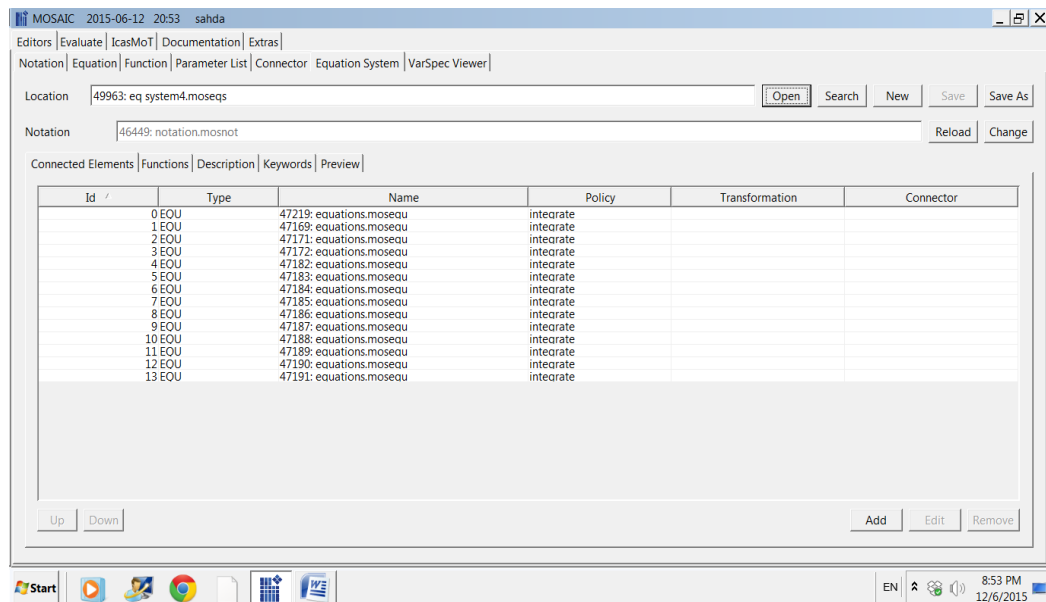 MOSAIC 2015-06-12 20:53 sahda
Editors Evaluate IcasMoT Documentation Extras
Notation Equation Function Parameter List Connector Equation System VarSpec Viewer
Location 49963: eq system4.moseqs Open Search New Save Save As
Notation 46449: notation.mosnot Reload Change
Connected Elements Functions Description Keywords Preview
Id Type Name Policy Transformation Connector
0 EQU 47219: equations.mosequ integrate
1 EQU 47169: equations.mosequ integrate
2 EQU 47171: equations.mosequ integrate
3 EQU 47172: equations.mosequ integrate
4 EQU 47182: equations.mosequ integrate
5 EQU 47183: equations.mosequ integrate
6 EQU 47184: equations.mosequ integrate
7 EQU 47185: equations.mosequ integrate
8 EQU 47186: equations.mosequ integrate
9 EQU 47187: equations.mosequ integrate
10 EQU 47188: equations.mosequ integrate
11 EQU 47189: equations.mosequ integrate
12 EQU 47190: equations.mosequ integrate
13 EQU 47191: equations.mosequ integrate
Up Down Add Edit Remove
Start EN 8:53 PM
12/6/2015